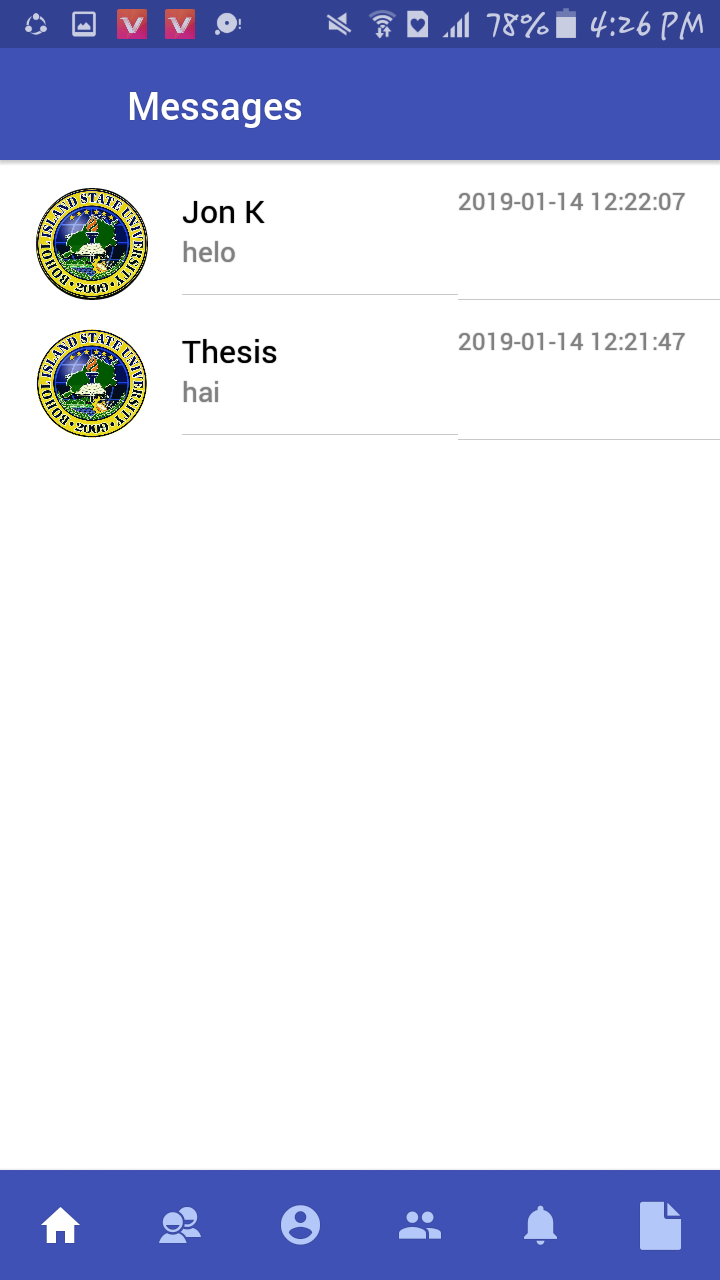 78% 4:26 PM
Messages
BOHOL ISLAND STATE UNIVERSITY
2009
Jon K
2019-01-14 12:22:07
helo
BOHOL ISLAND STATE UNIVERSITY
2009
Thesis
2019-01-14 12:21:47
hai